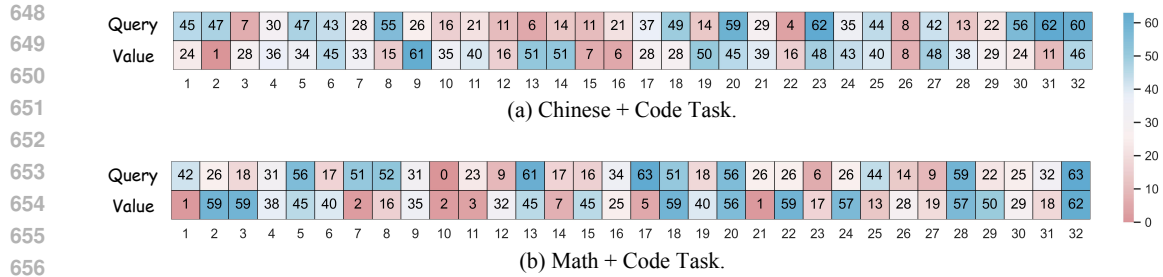 648
Query 45 47 7 30 47 43 28 55 26 16 21 11 6 14 11 21 37 49 14 59 29 4 62 35 44 8 42 13 22 56 62 60 60
649
Value 24 1 28 36 34 45 33 15 61 35 40 16 51 51 7 6 28 28 50 45 39 16 48 43 40 8 48 38 29 24 11 46 50
650
1 2 3 4 5 6 7 8 9 10 11 12 13 14 15 16 17 18 19 20 21 22 23 24 25 26 27 28 29 30 31 32 40
651
(a) Chinese + Code Task.
652
30
653
Query 42 26 18 31 56 17 51 52 31 0 23 9 61 17 16 34 63 51 18 56 26 26 6 26 44 14 9 59 22 25 32 63 20
654
Value 1 59 59 38 45 40 2 16 35 2 3 32 45 7 45 25 5 59 40 56 1 59 17 57 13 28 19 57 50 29 18 62 10
655
1 2 3 4 5 6 7 8 9 10 11 12 13 14 15 16 17 18 19 20 21 22 23 24 25 26 27 28 29 30 31 32 0
656
(b) Math + Code Task.